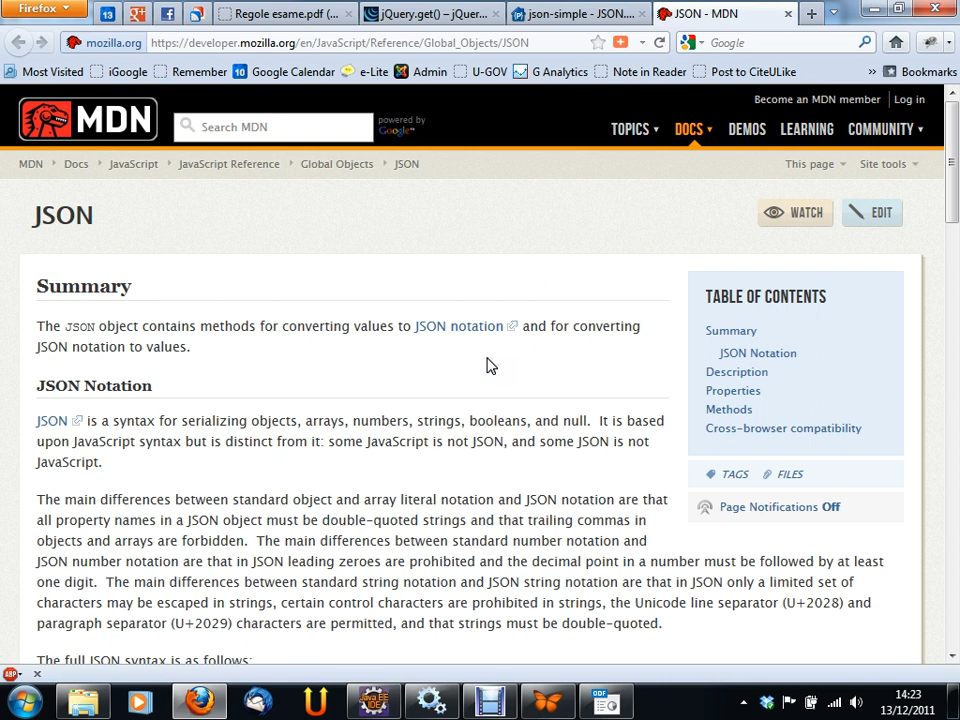 Firefox
13
Regole esame.pdf (...
jQuery.get() – jQuer...
json-simple - JSON....
JSON - MDN
mozilla.org
https://developer.mozilla.org/en/JavaScript/Reference/Global_Objects/JSON
Google
Most Visited
iGoogle
Remember
10
Google Calendar
e-Lite
Admin
U-GOV
G Analytics
Note in Reader
Post to CiteULike
»
Bookmarks
Become an MDN member
Log in
MDN
Search MDN
powered by
Google
TOPICS
DOCS
DEMOS
LEARNING
COMMUNITY
MDN
Docs
JavaScript
JavaScript Reference
Global Objects
JSON
This page
Site tools
JSON
WATCH
EDIT
Summary
The JSON object contains methods for converting values to JSON notation and for converting
JSON notation to values.
JSON Notation
JSON is a syntax for serializing objects, arrays, numbers, strings, booleans, and null. It is based
upon JavaScript syntax but is distinct from it: some JavaScript is not JSON, and some JSON is not
JavaScript.
The main differences between standard object and array literal notation and JSON notation are that
all property names in a JSON object must be double-quoted strings and that trailing commas in
objects and arrays are forbidden. The main differences between standard number notation and
JSON number notation are that in JSON leading zeroes are prohibited and the decimal point in a number must be followed by at least
one digit. The main differences between standard string notation and JSON string notation are that in JSON only a limited set of
characters may be escaped in strings, certain control characters are prohibited in strings, the Unicode line separator (U+2028) and
paragraph separator (U+2029) characters are permitted, and that strings must be double-quoted.
The full JSON syntax is as follows:
TABLE OF CONTENTS
Summary
JSON Notation
Description
Properties
Methods
Cross-browser compatibility
TAGS
FILES
Page Notifications Off
ABP
Java EE
IDE
ODF
14:23
13/12/2011